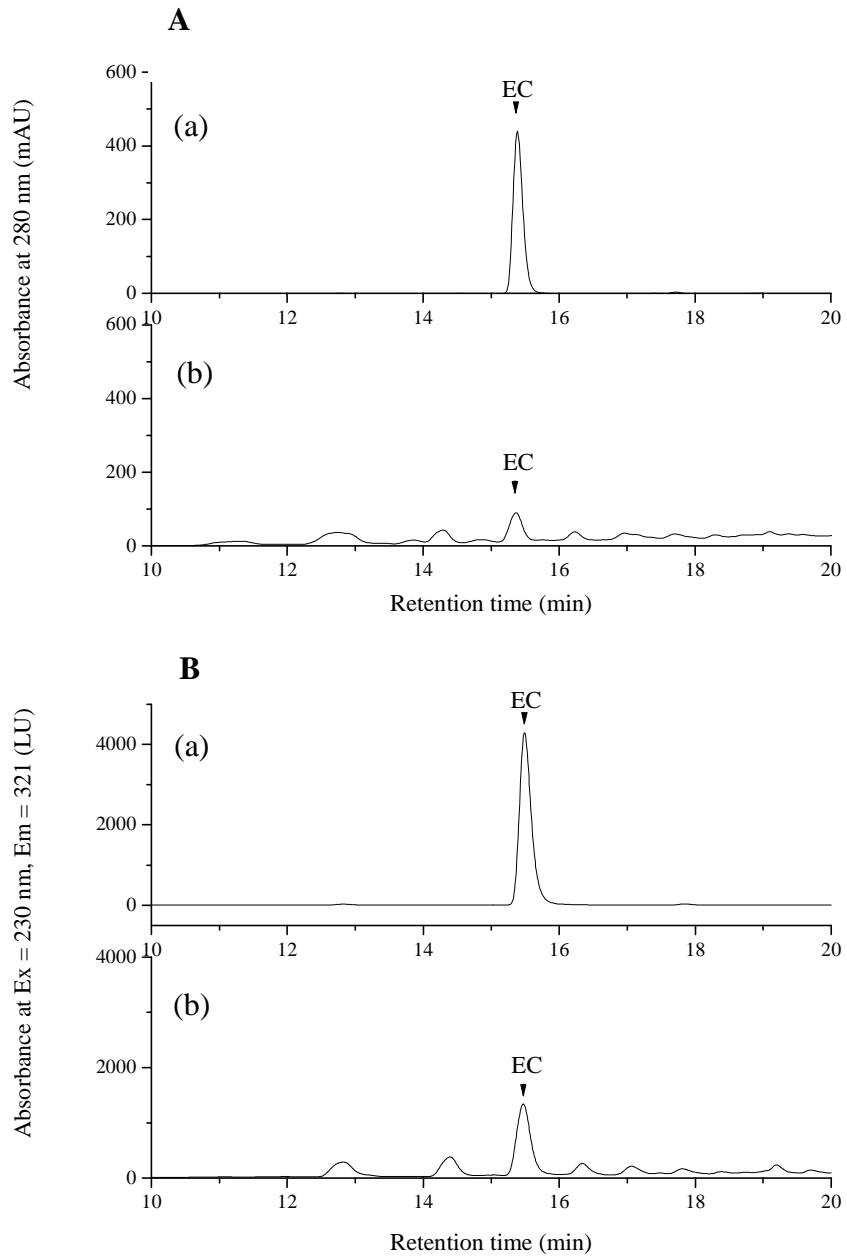 A
Absorbance at 280 nm (mAU)
600
400
200
0
(a)
EC
10 12 14 16 18 20
600
400
200
0
(b)
EC
10 12 14 16 18 20
Retention time (min)
B
Absorbance at Ex = 230 nm, Em = 321 (LU)
4000
2000
0
(a)
EC
10 12 14 16 18 20
4000
2000
0
(b)
EC
10 12 14 16 18 20
Retention time (min)